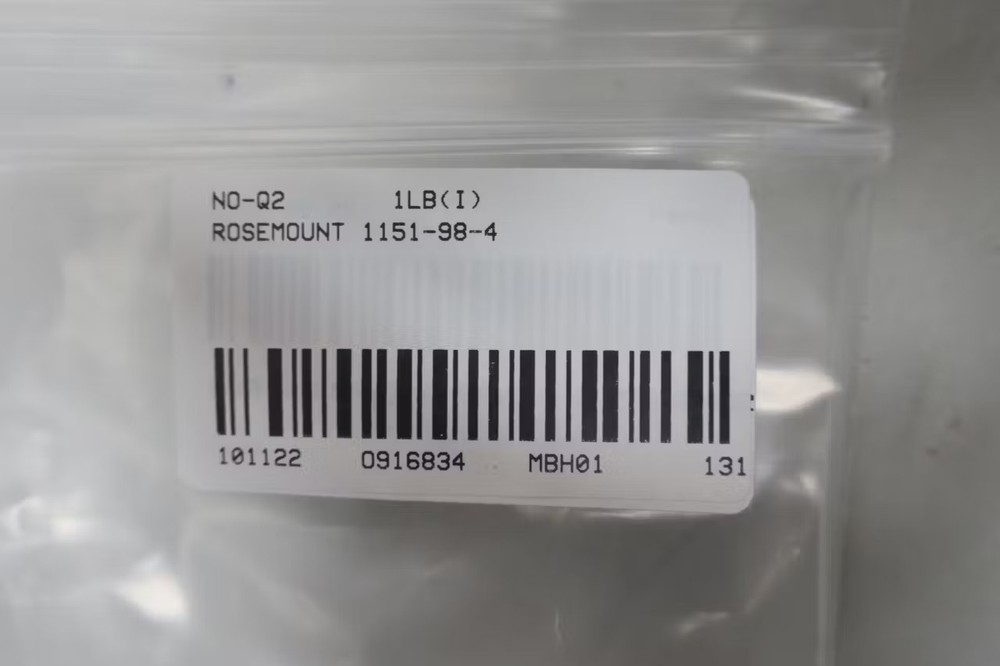 NO-Q2 1LB(I)
ROSEMOUNT 1151-98-4
101122 0916834 MBH01 131